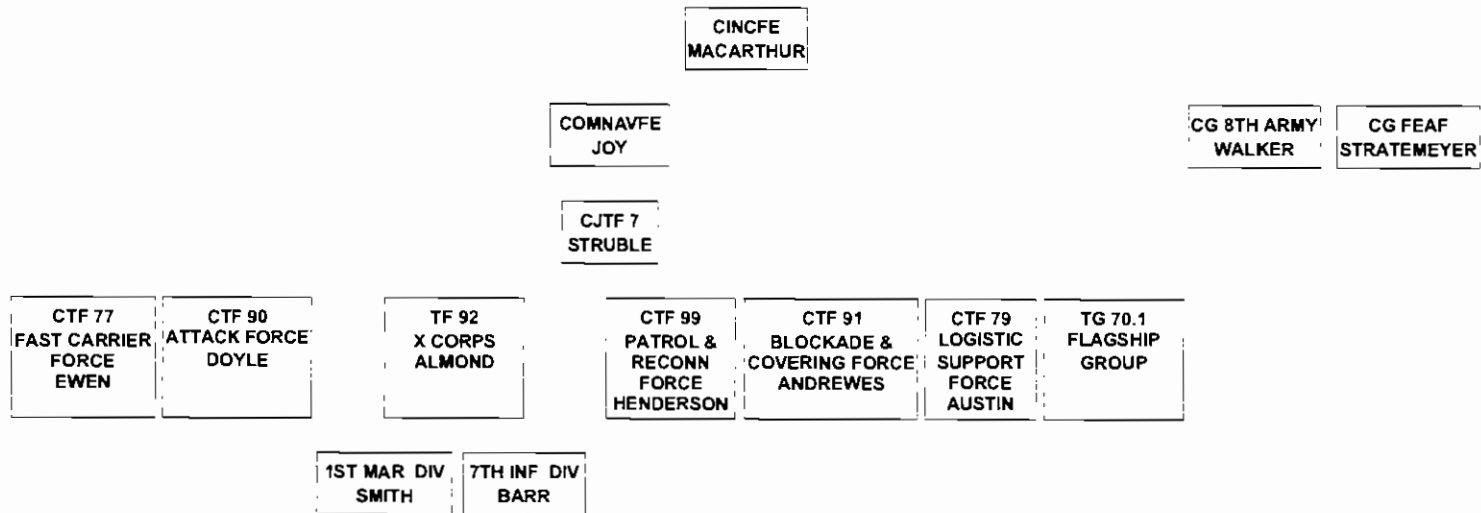 CINCFE
MACARTHUR
COMNAVFE
JOY
CG 8TH ARMY
WALKER
CG FEAF
STRATEMEYER
CJTF 7
STRUBLE
CTF 77
FAST CARRIER
FORCE
EWEN
CTF 90
ATTACK FORCE
DOYLE
TF 92
X CORPS
ALMOND
CTF 99
PATROL &
RECONN
FORCE
HENDERSON
CTF 91
BLOCKADE &
COVERING FORCE
ANDREWES
CTF 79
LOGISTIC
SUPPORT
FORCE
AUSTIN
TG 70.1
FLAGSHIP
GROUP
1ST MAR DIV
SMITH
7TH INF DIV
BARR